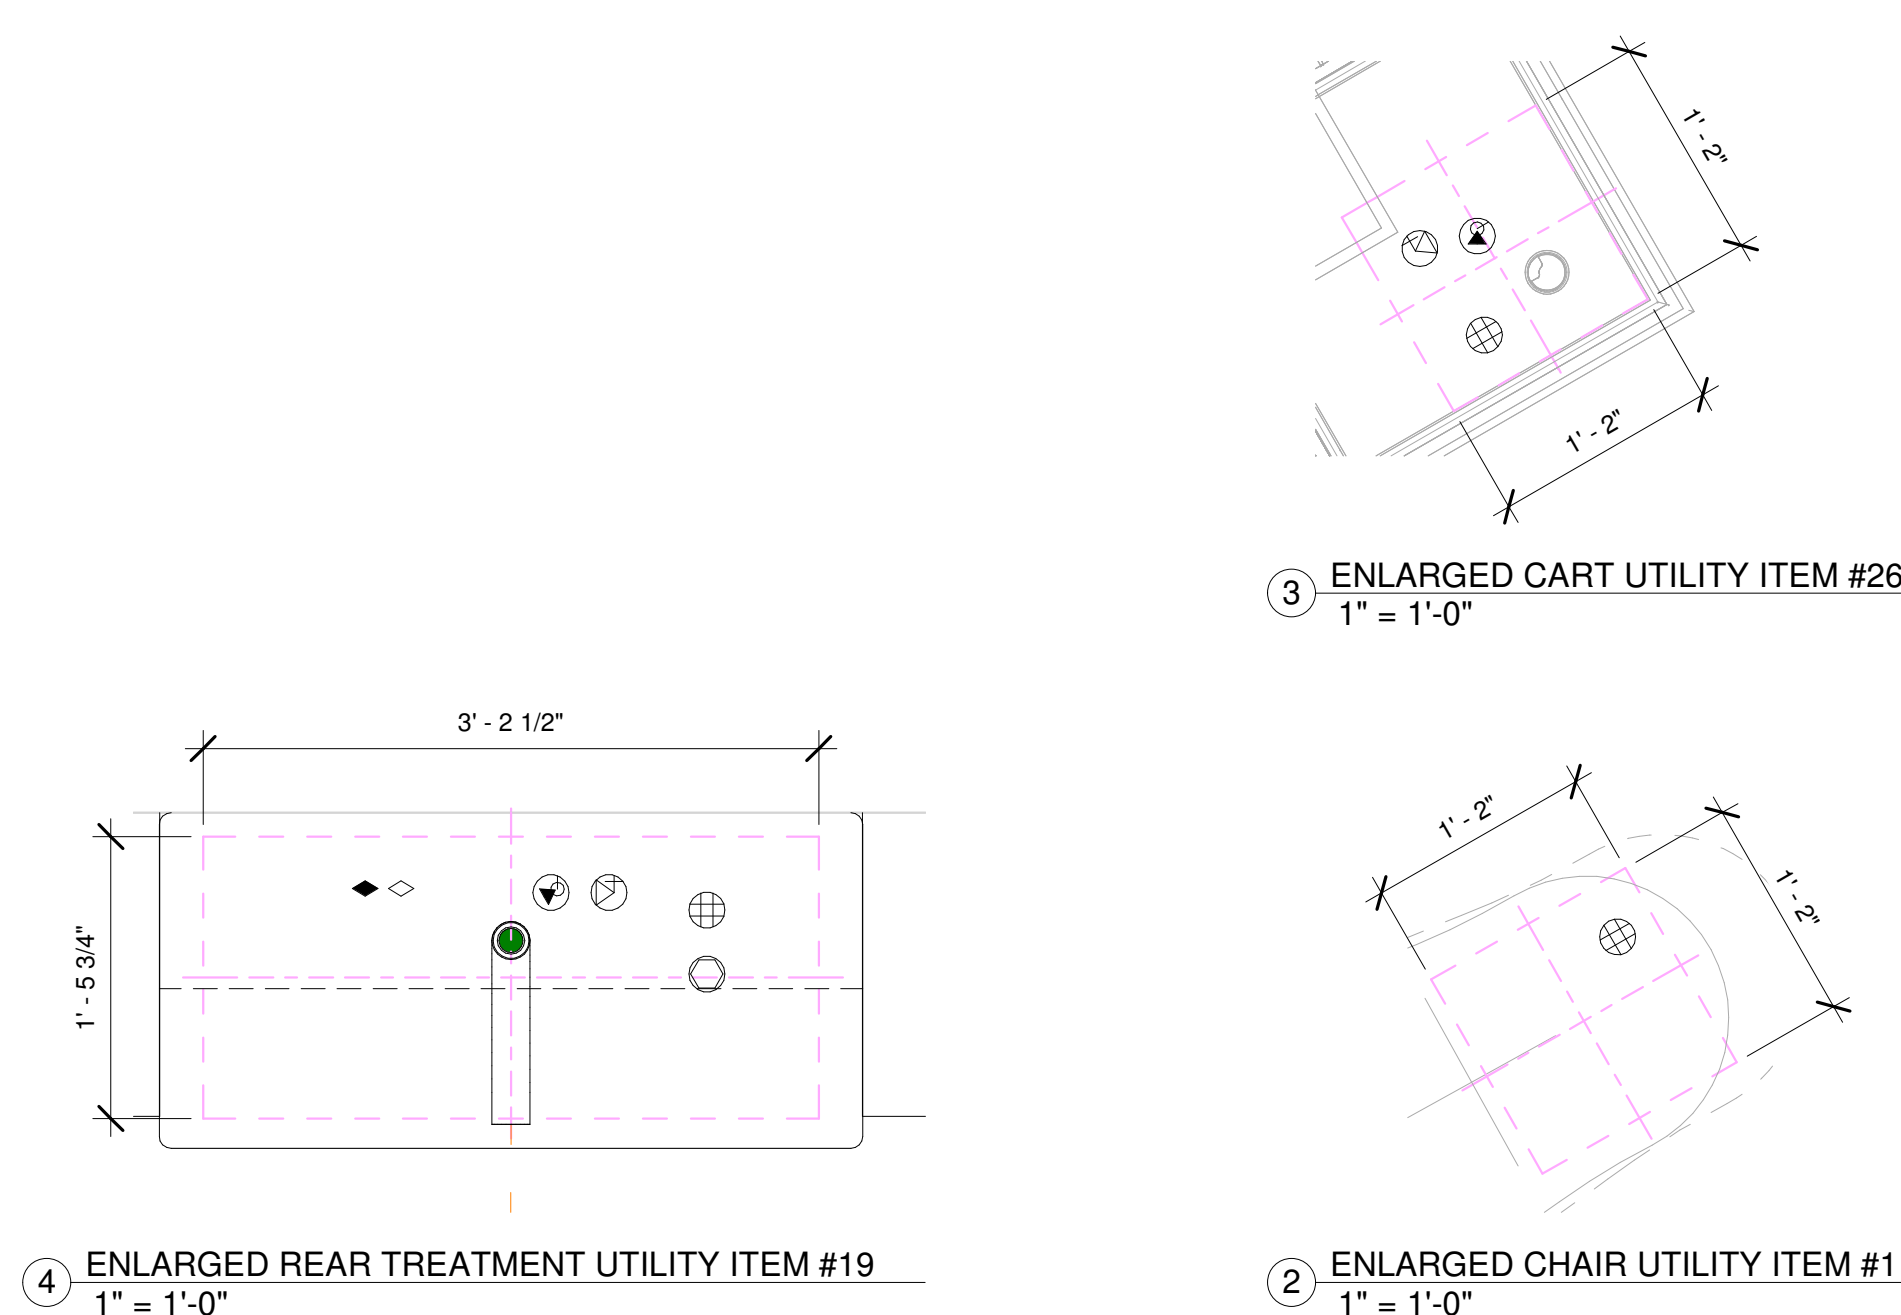 1' - 2"
1' - 2"
3 ENLARGED CART UTILITY ITEM #26
1" = 1'-0"
3' - 2 1/2"
1' - 5 3/4"
1' - 2"
1' - 2"
4 ENLARGED REAR TREATMENT UTILITY ITEM #19
1" = 1'-0"
2 ENLARGED CHAIR UTILITY ITEM #1
1" = 1'-0"